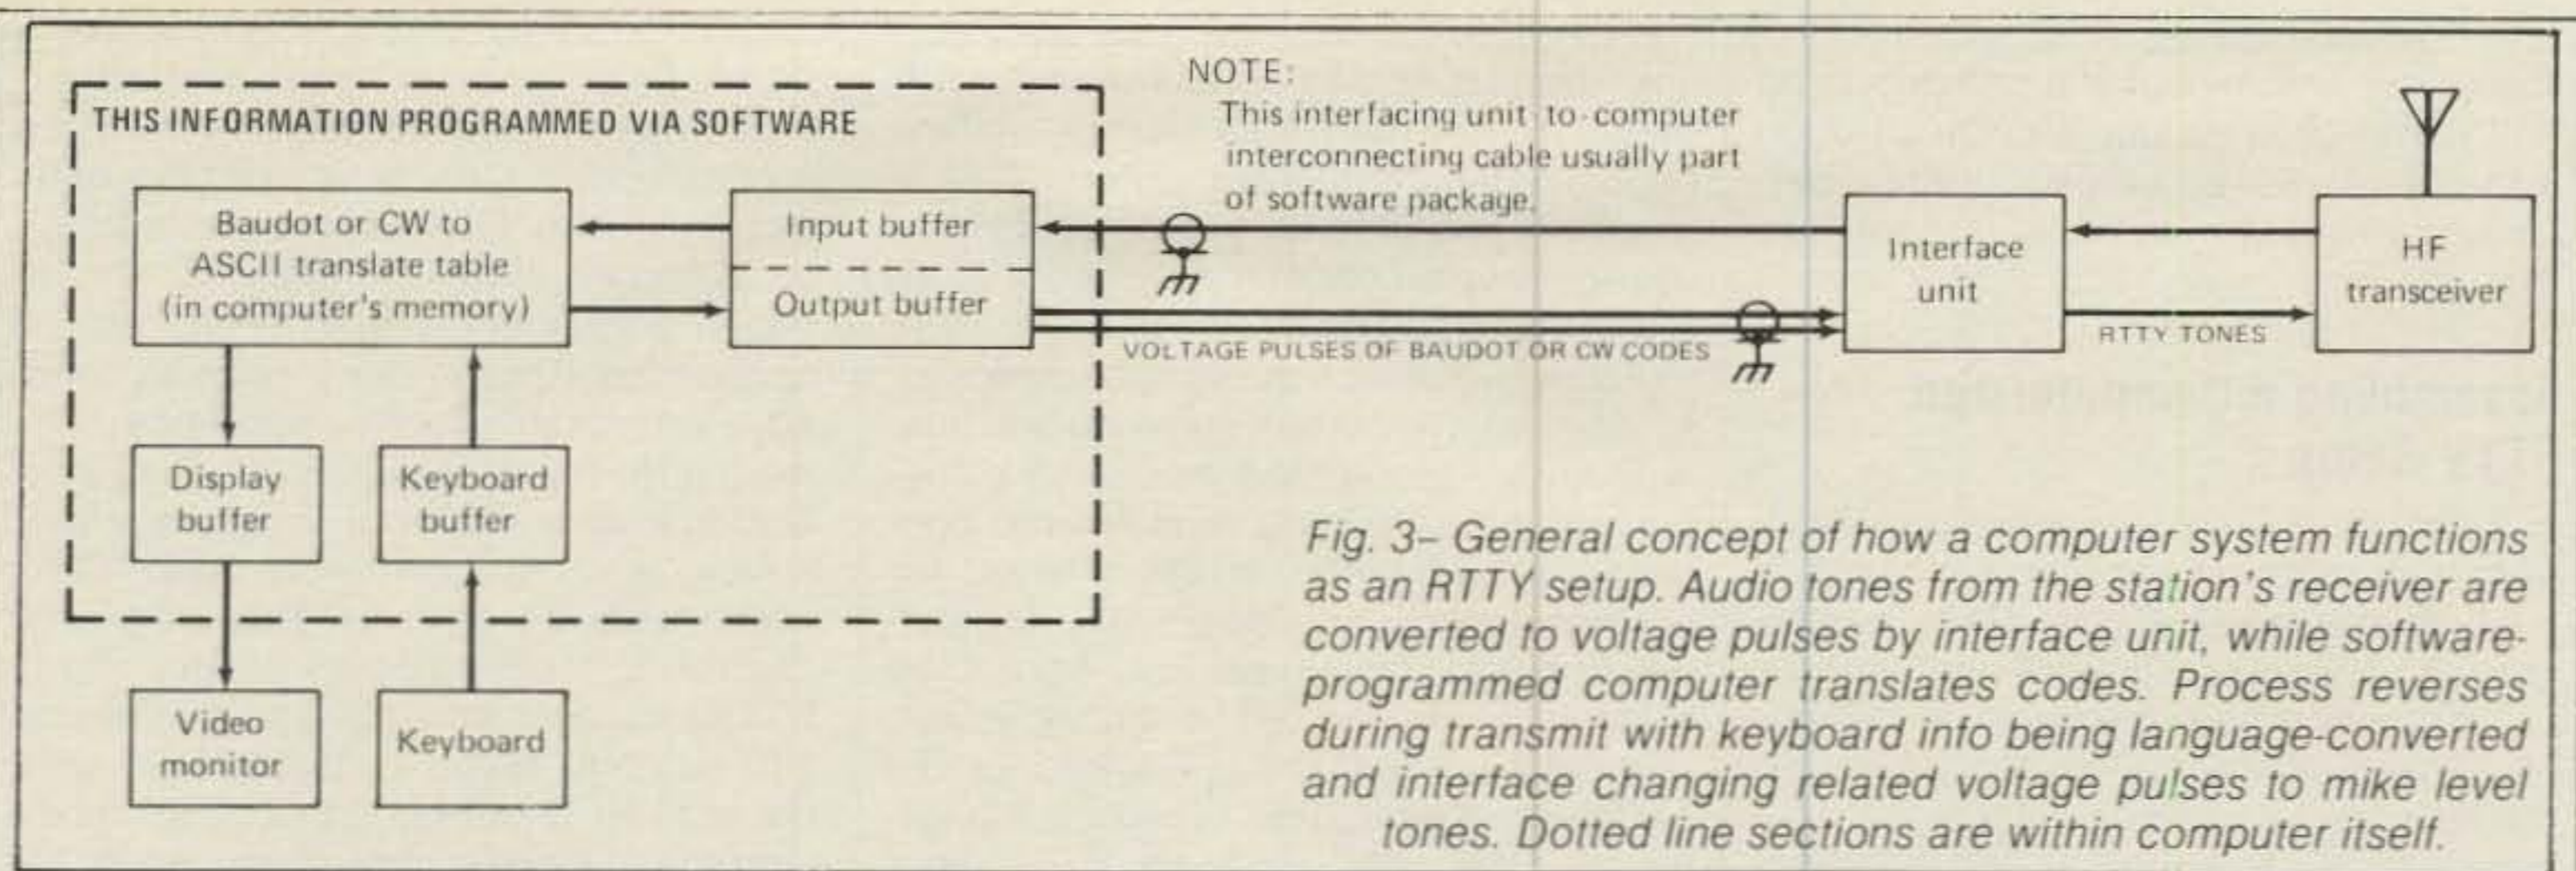 NOTE:
This interfacing unit-to-computer
interconnecting cable usually part
of software package.
THIS INFORMATION PROGRAMMED VIA SOFTWARE
Baudot or CW to
ASCII translate table
(in computer's memory)
Input buffer
Output buffer
VOLTAGE PULSES OF BAUDOT OR CW CODES
Interface
unit
RTTY TONES
HF
transceiver
Display
buffer
Keyboard
buffer
Video
monitor
Keyboard
Fig. 3– General concept of how a computer system functions
as an RTTY setup. Audio tones from the station's receiver are
converted to voltage pulses by interface unit, while software-
programmed computer translates codes. Process reverses
during transmit with keyboard info being language-converted
and interface changing related voltage pulses to mike level
tones. Dotted line sections are within computer itself.